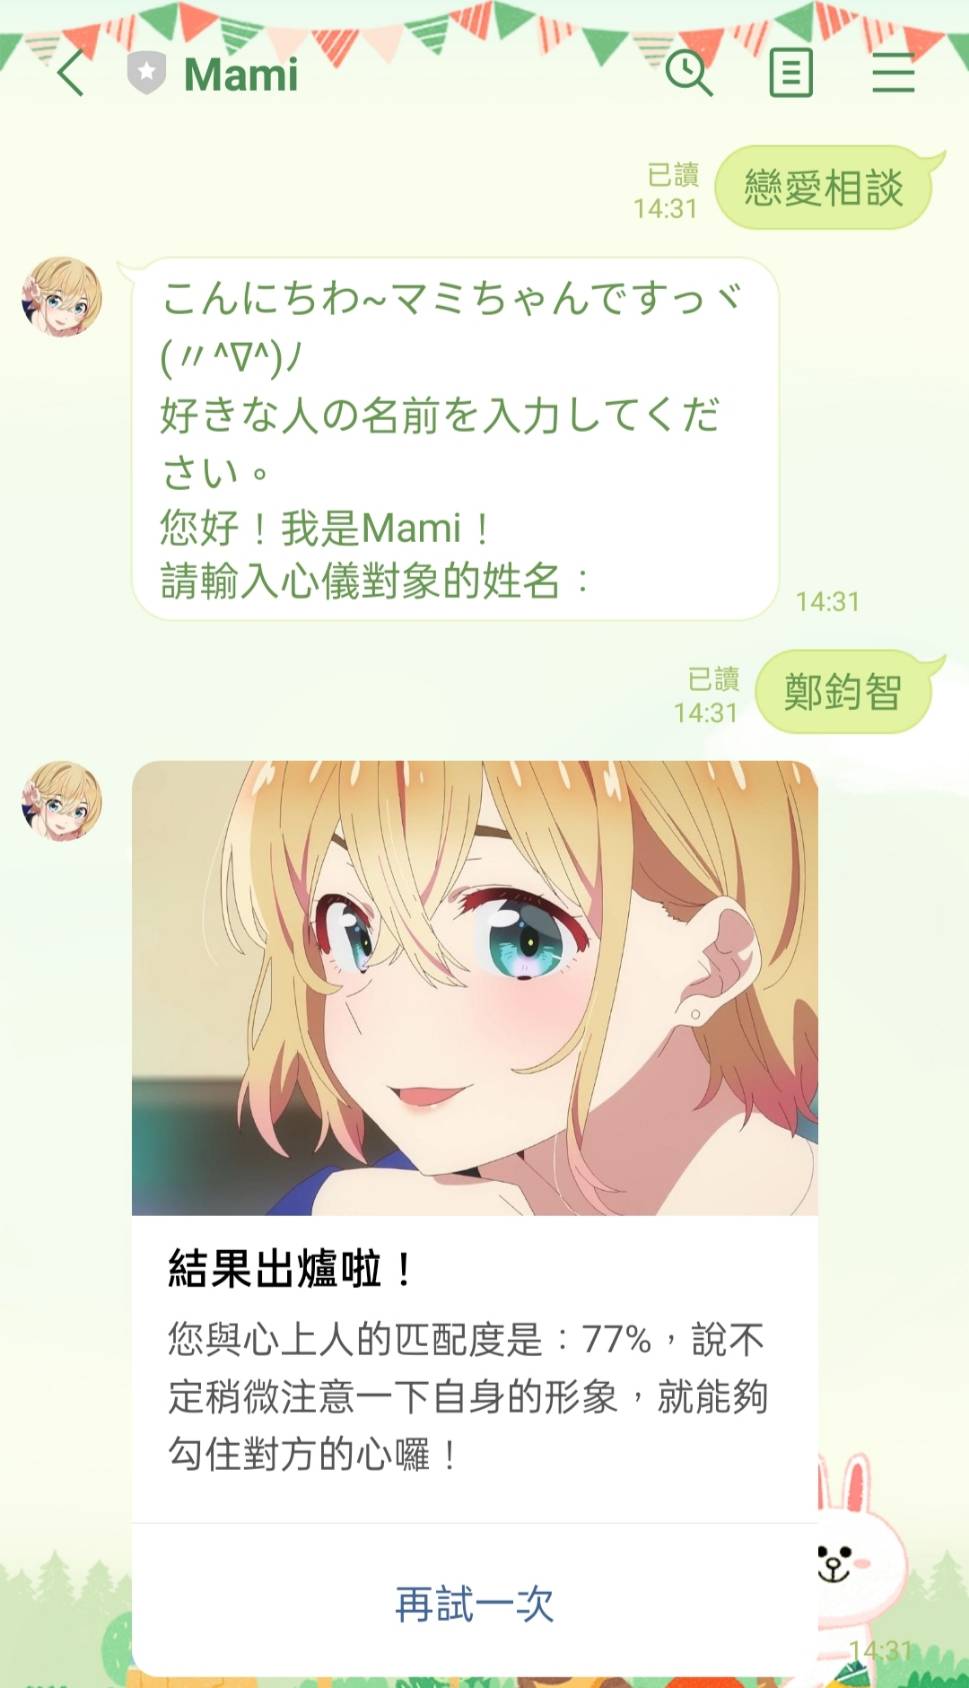 Mami
已讀
14:31
戀愛相談
こんにちわ~マミちゃんですっヾ
(〃^∇^)ﾉ
好きな人の名前を入力してくだ
さい。
您好！我是Mami！
請輸入心儀對象的姓名：
14:31
已讀
14:31
鄭鈞智
結果出爐啦！
您與心上人的匹配度是：77%，說不
定稍微注意一下自身的形象，就能夠
勾住對方的心囉！
再試一次
14:31